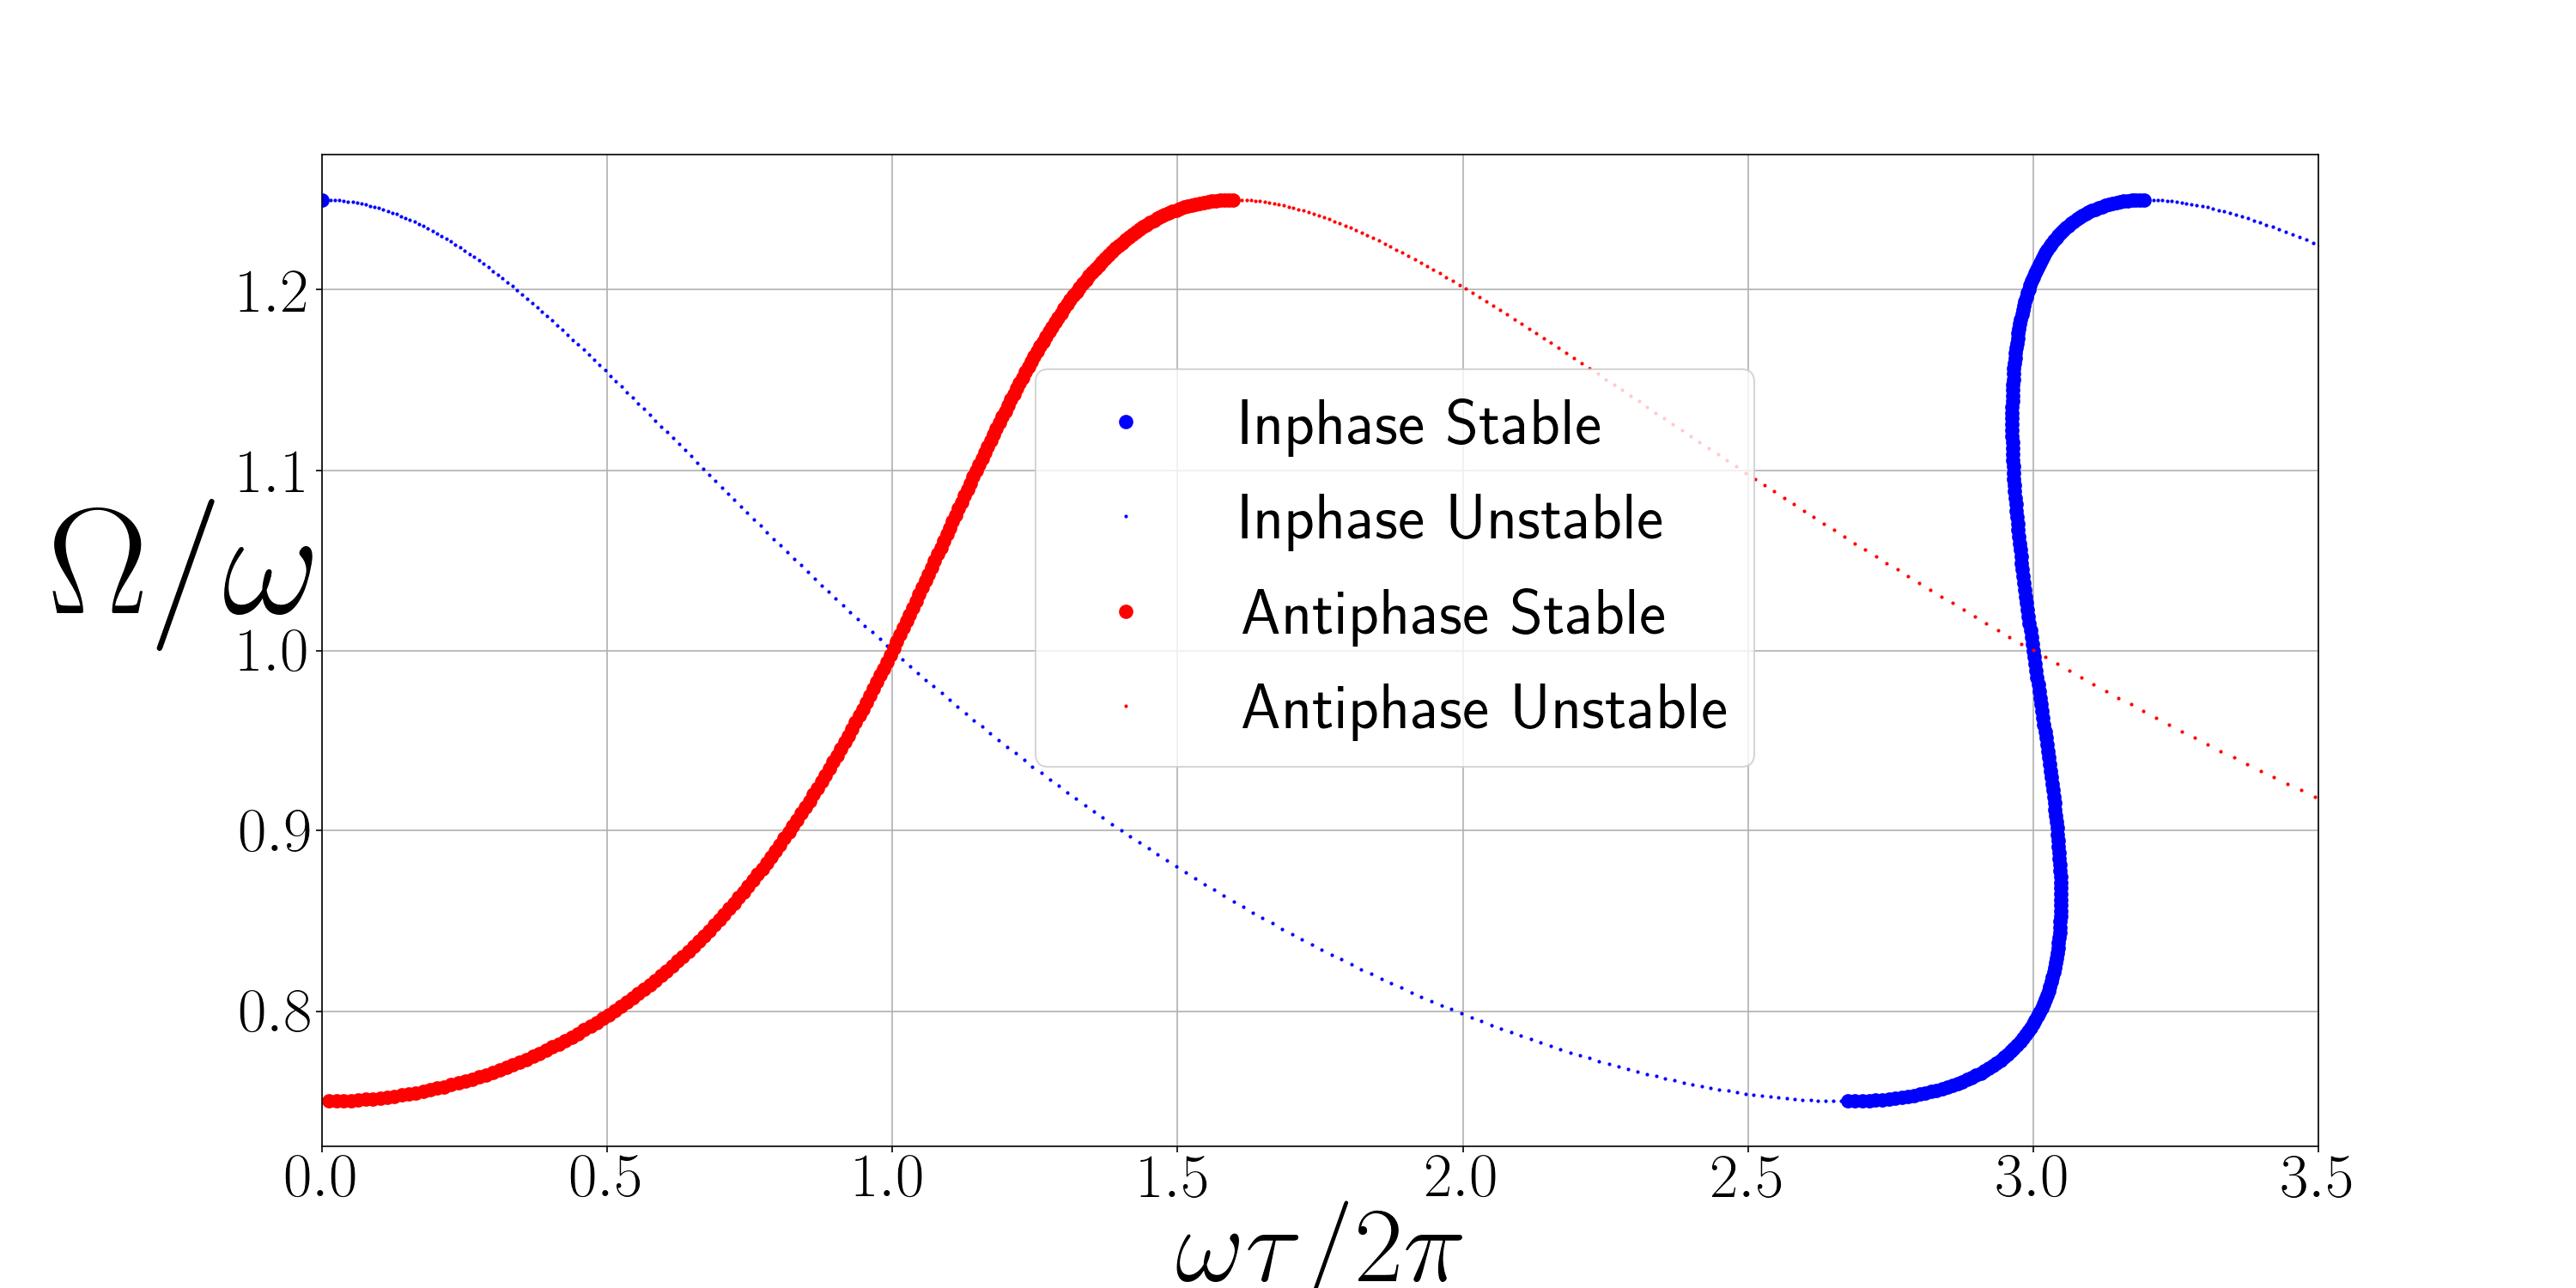 1.2
1.1
1.0
0.9
0.8
Ω/ω
Inphase Stable
Inphase Unstable
Antiphase Stable
Antiphase Unstable
0.0 0.5 1.0 1.5 2.0 2.5 3.0 3.5
ωτ/2π